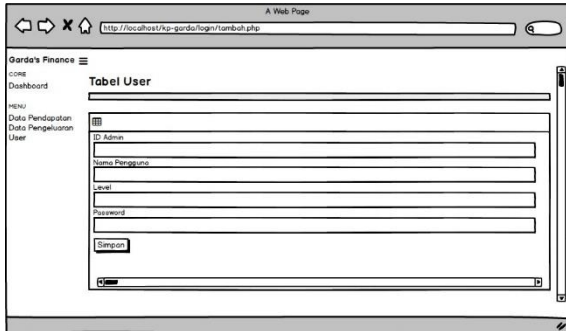 A Web Page
http://localhost/kp-garda/login/tambah.php
Garda's Finance
CORE
Dashboard
MENU
Data Pendapatan
Data Pengeluaran
User
Tabel User
ID Admin
Nama Pengguna
Level
Password
Simpan